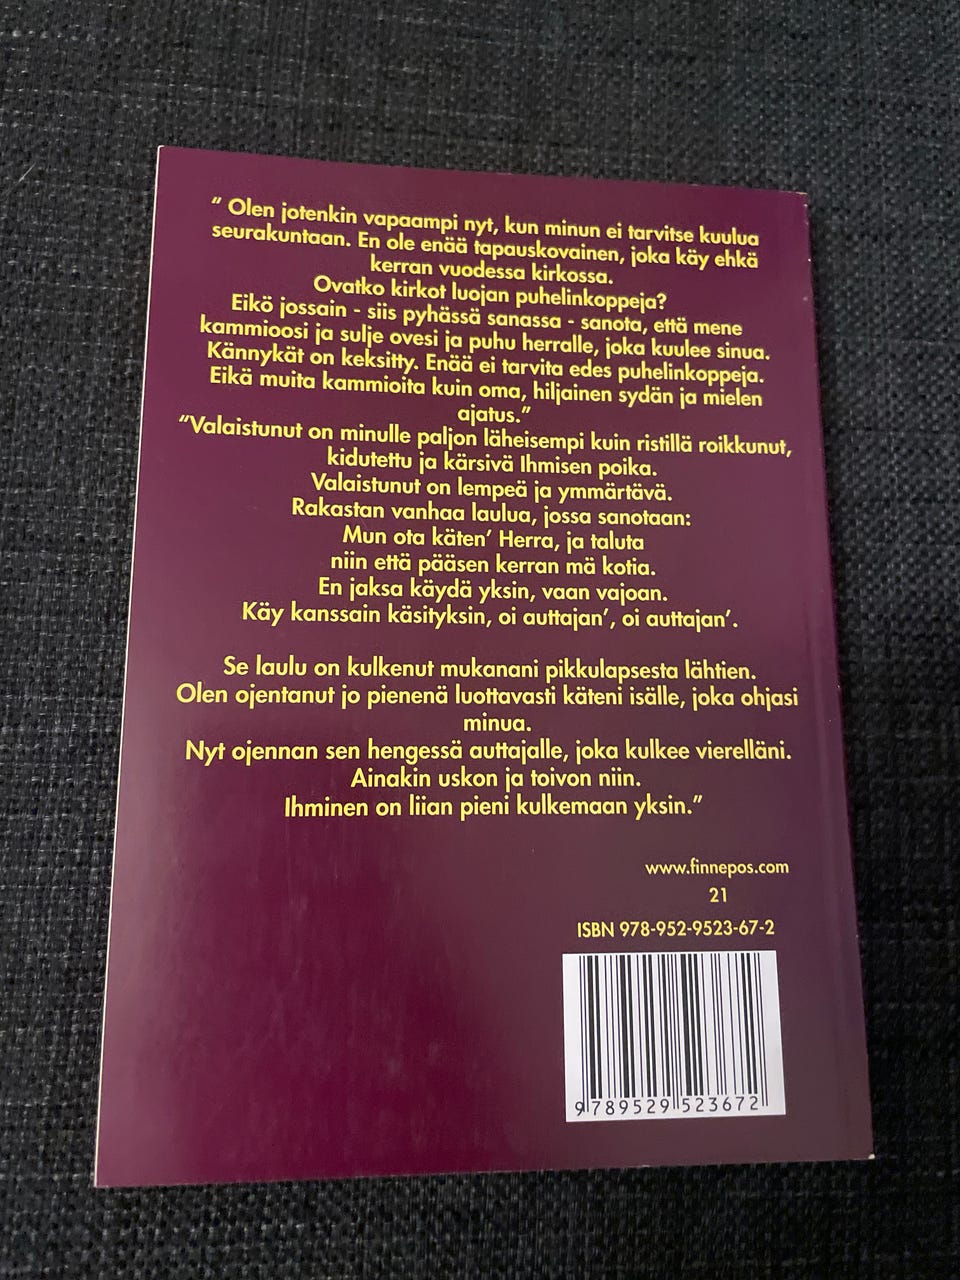 “ Olen jotenkin vapaampi nyt, kun minun ei tarvitse kuulua
seurakuntaan. En ole enää tapauskovainen, joka käy ehkä
kerran vuodessa kirkossa.
Ovatko kirkot luojan puhelinkoppeja?
Eikö jossain - siis pyhässä sanassa - sanota, että mene
kammioosi ja sulje ovesi ja puhu herralle, joka kuulee sinua.
Kännykät on keksitty. Enää ei tarvita edes puhelinkoppeja.
Eikä muita kammioita kuin oma, hiljainen sydän ja mielen
ajatus.”
“Valaistunut on minulle paljon läheisempi kuin ristillä roikkunut,
kidutettu ja kärsivä Ihmisen poika.
Valaistunut on lempeä ja ymmärtävä.
Rakastan vanhaa laulua, jossa sanotaan:
Mun ota käten’ Herra, ja taluta
niin että pääsen kerran mä kotia.
En jaksa käydä yksin, vaan vajoan.
Käy kanssain käsityksin, oi auttajan’, oi auttajan’.
Se laulu on kulkenut mukanani pikkulapsesta lähtien.
Olen ojentanut jo pienenä luottavasti käteni isälle, joka ohjasi
minua.
Nyt ojennan sen hengessä auttajalle, joka kulkee vierelläni.
Ainakin uskon ja toivon niin.
Ihminen on liian pieni kulkemaan yksin.”
www.finnepos.com
21
ISBN 978-952-9523-67-2
9 789529 523672